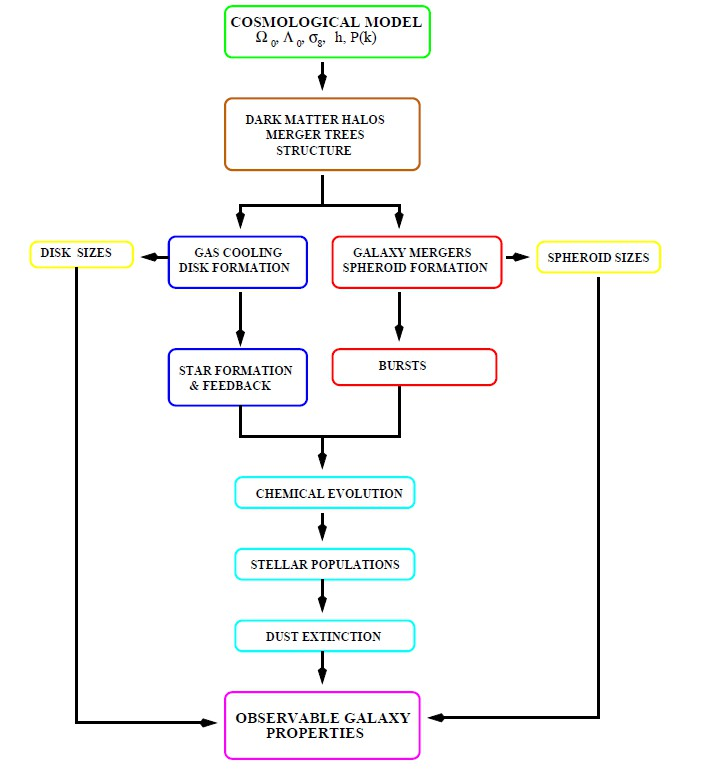 COSMOLOGICAL MODEL
Ω₀, Λ₀, σ₈, h, P(k)
DARK MATTER HALOS
MERGER TREES
STRUCTURE
DISK SIZES
GAS COOLING
DISK FORMATION
GALAXY MERGERS
SPHEROID FORMATION
SPHEROID SIZES
STAR FORMATION
& FEEDBACK
BURSTS
CHEMICAL EVOLUTION
STELLAR POPULATIONS
DUST EXTINCTION
OBSERVABLE GALAXY
PROPERTIES